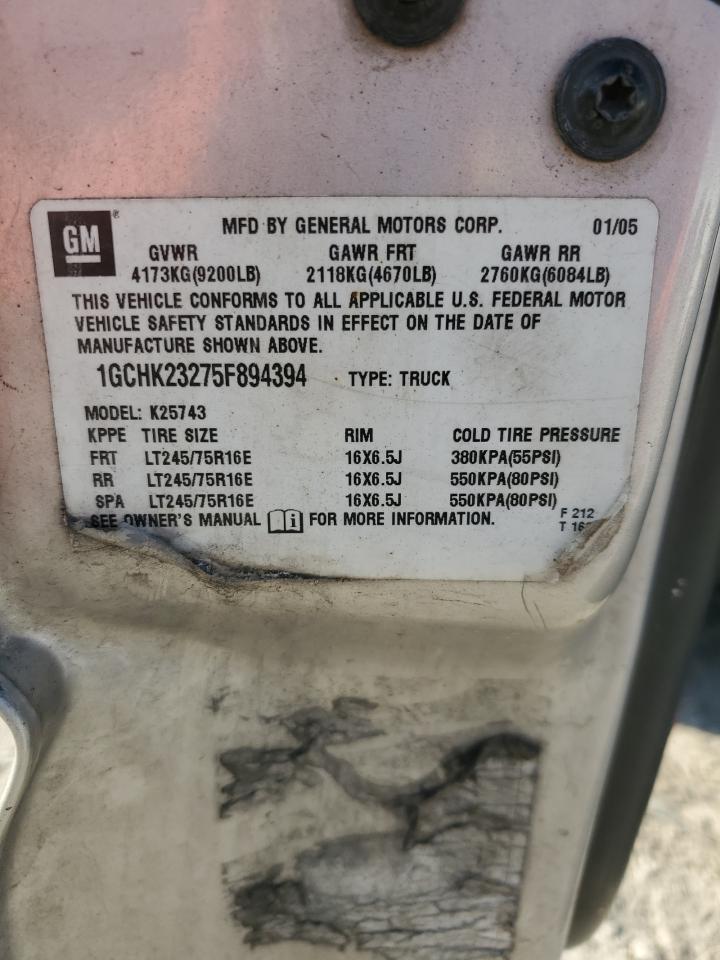 GM® MFD BY GENERAL MOTORS CORP. 01/05
GVWR GAWR FRT GAWR RR
4173KG(9200LB) 2118KG(4670LB) 2760KG(6084LB)
THIS VEHICLE CONFORMS TO ALL APPLICABLE U.S. FEDERAL MOTOR
VEHICLE SAFETY STANDARDS IN EFFECT ON THE DATE OF
MANUFACTURE SHOWN ABOVE.
1GCHK23275F894394 TYPE: TRUCK
MODEL: K25743
KPPE TIRE SIZE RIM COLD TIRE PRESSURE
FRT LT245/75R16E 16X6.5J 380KPA(55PSI)
RR LT245/75R16E 16X6.5J 550KPA(80PSI)
SPA LT245/75R16E 16X6.5J 550KPA(80PSI)
SEE OWNER'S MANUAL FOR MORE INFORMATION.
F 212
T